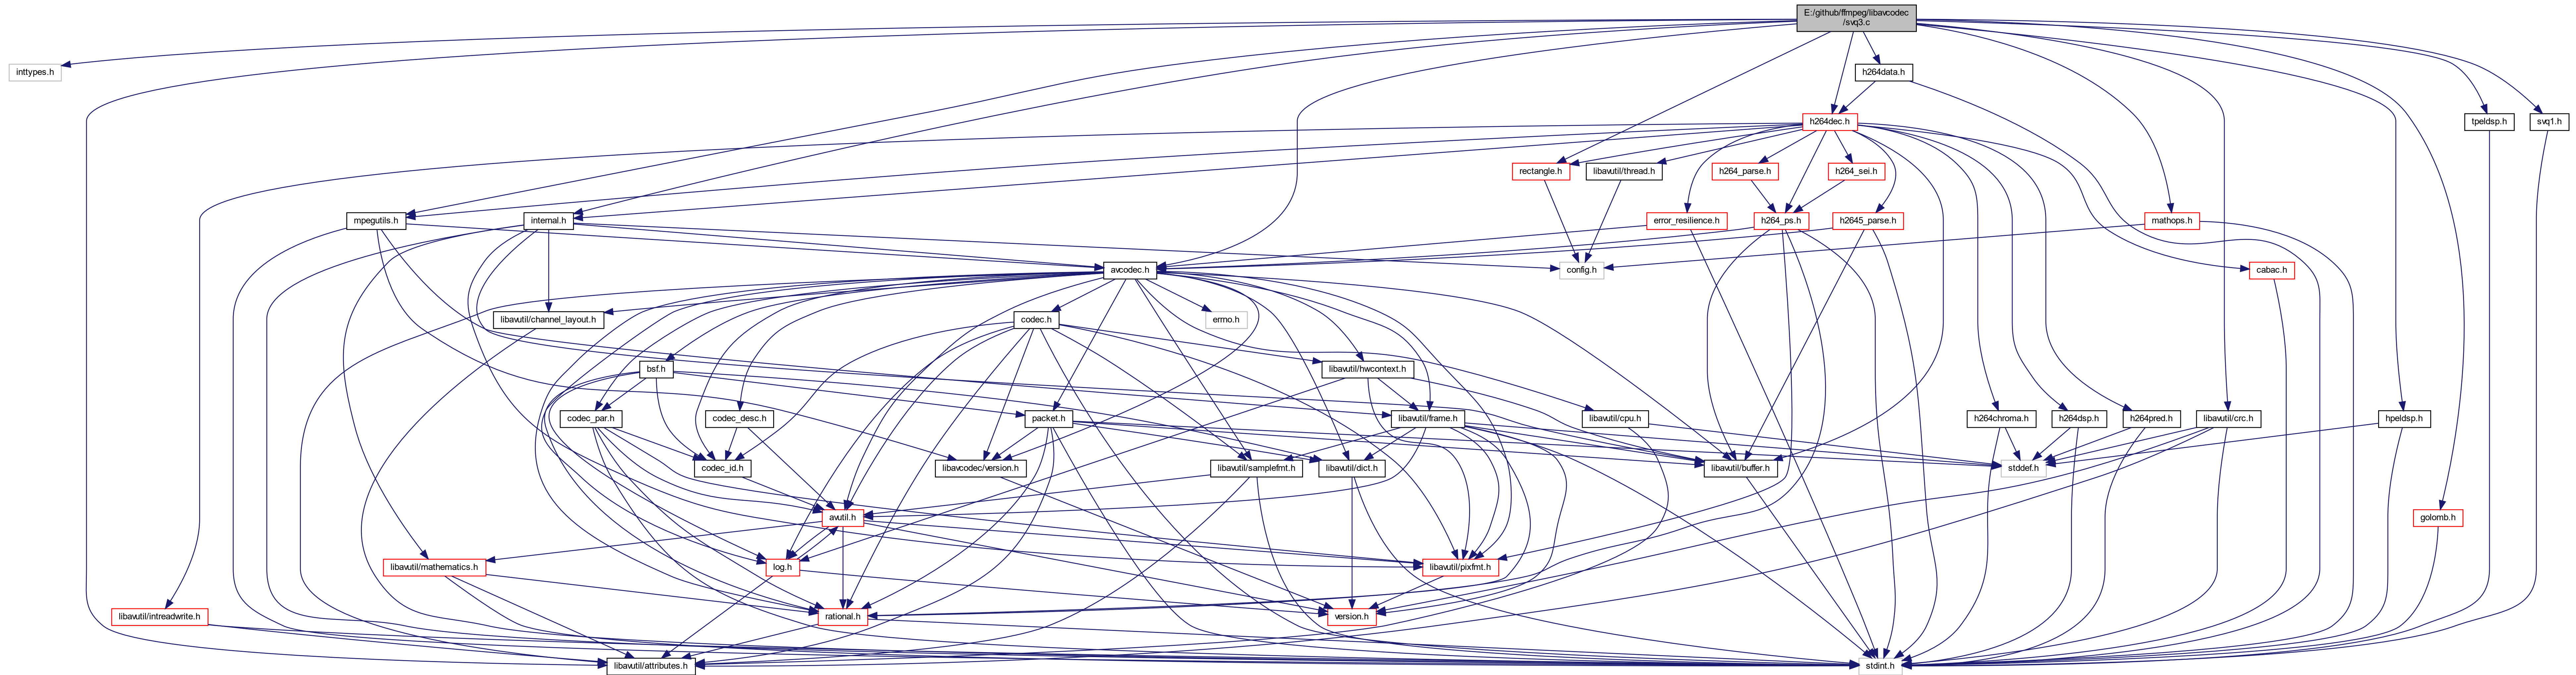 E:/github/ffmpeg/libavcodec
/svq3.c
inttypes.h
h264data.h
h264dec.h
tpeldsp.h
svq1.h
rectangle.h
libavutil/thread.h
h264_parse.h
h264_sei.h
mpegutils.h
internal.h
error_resilience.h
h264_ps.h
h2645_parse.h
mathops.h
avcodec.h
config.h
cabac.h
libavutil/channel_layout.h
codec.h
errno.h
bsf.h
libavutil/hwcontext.h
codec_par.h
codec_desc.h
packet.h
libavutil/frame.h
libavutil/cpu.h
h264chroma.h
h264dsp.h
h264pred.h
libavutil/crc.h
hpeldsp.h
codec_id.h
libavcodec/version.h
libavutil/samplefmt.h
libavutil/dict.h
libavutil/buffer.h
stddef.h
avutil.h
golomb.h
libavutil/mathematics.h
log.h
libavutil/pixfmt.h
libavutil/intreadwrite.h
rational.h
version.h
libavutil/attributes.h
stdint.h